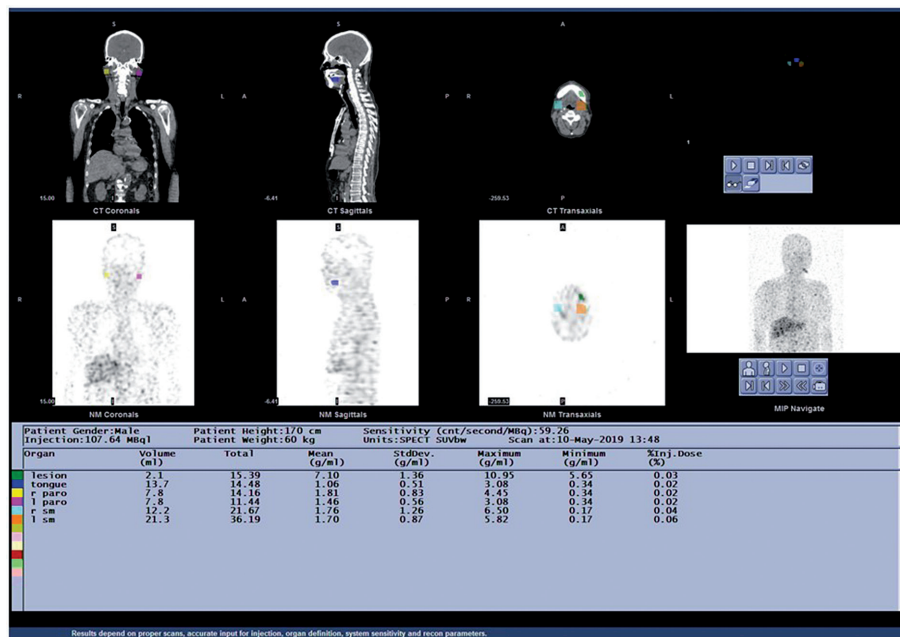 S
S
A
R
L
A
P
R
L
1
15.00
-6.41
-258.53
P
CT Coronals
CT Sagittals
CT Transaxials
S
S
A
R
L
A
P
R
L
-6.41
-258.53
P
NM Coronals
NM Sagittals
NM Transaxials
MIP Navigate
Patient Gender:Male Patient Height:170 cm Sensitivity (cnt/second/MBq):59.26
Injection:107.64 MBql Patient Weight:60 kg Units:SPECT SUVbw Scan at:10-May-2019 13:48
Organ Volume Total Mean StdDev. Maximum Minimum %Inj.Dose
(ml) (g/ml) (g/ml) (g/ml) (g/ml) (%)
lesion 2.1 15.39 7.10 1.36 10.95 5.65 0.03
tongue 13.7 14.48 1.06 0.51 3.08 0.34 0.02
r paro 7.8 14.16 1.81 0.83 4.45 0.34 0.02
l paro 7.8 11.44 1.46 0.56 3.08 0.34 0.02
r sm 12.2 21.67 1.76 1.26 6.50 0.17 0.04
l sm 21.3 36.19 1.70 0.87 5.82 0.17 0.06
Results depend on proper scans, accurate input for injection, organ definition, system sensitivity and recon parameters.